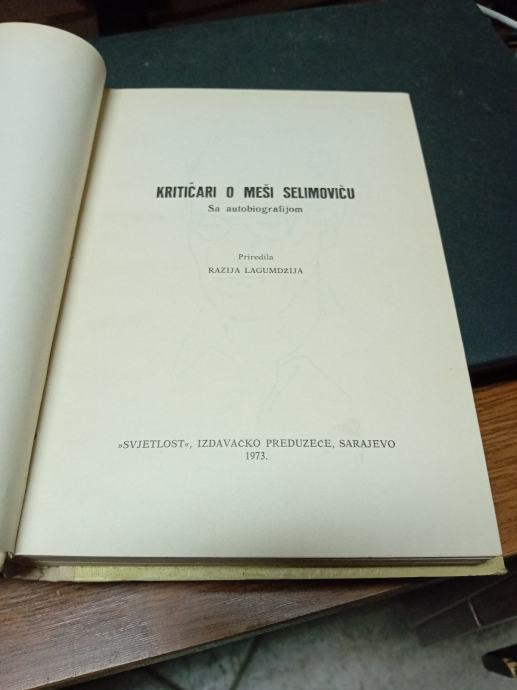 KRITIČARI O MEŠI SELIMOVIĆU
Sa autobiografijom
Priredila
RAZIJA LAGUMDŽIJA
»SVJETLOST«, IZDAVAČKO PREDUZEĆE, SARAJEVO
1973.